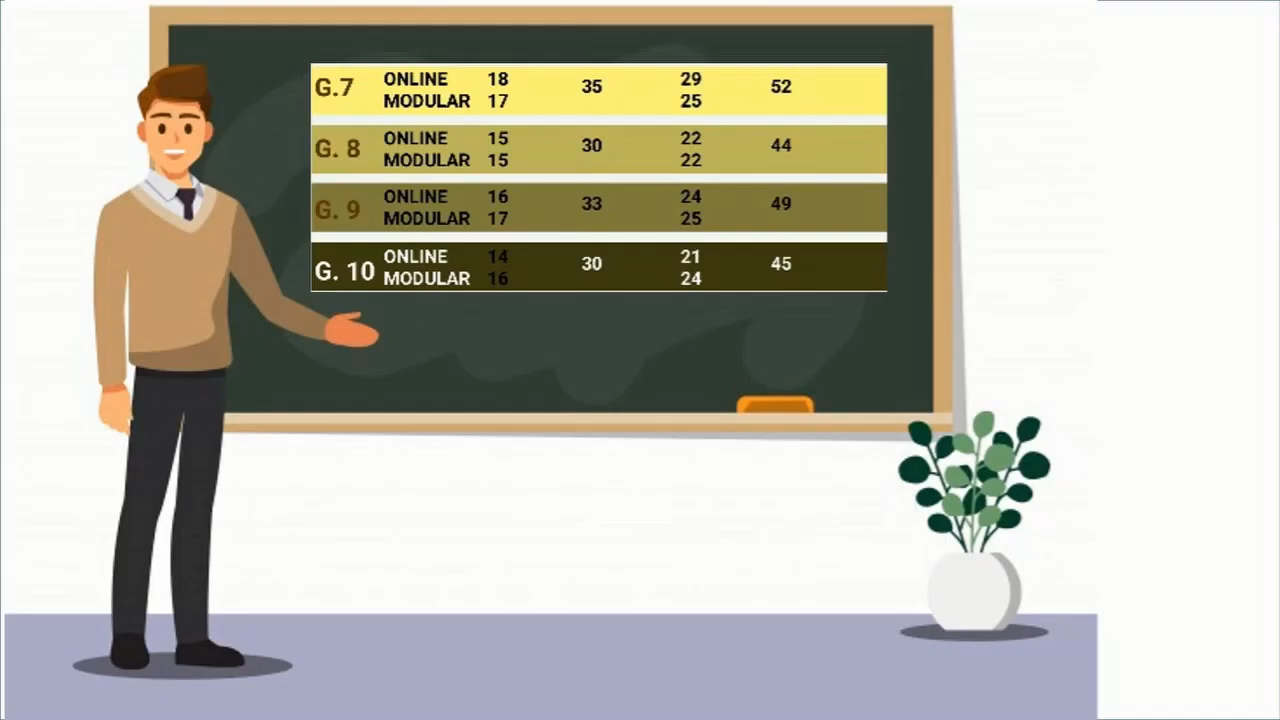 G.7 ONLINE 18 35 29 52
MODULAR 17 25
G. 8 ONLINE 15 30 22 44
MODULAR 15 22
G. 9 ONLINE 16 33 24 49
MODULAR 17 25
G. 10 ONLINE 14 30 21 45
MODULAR 16 24